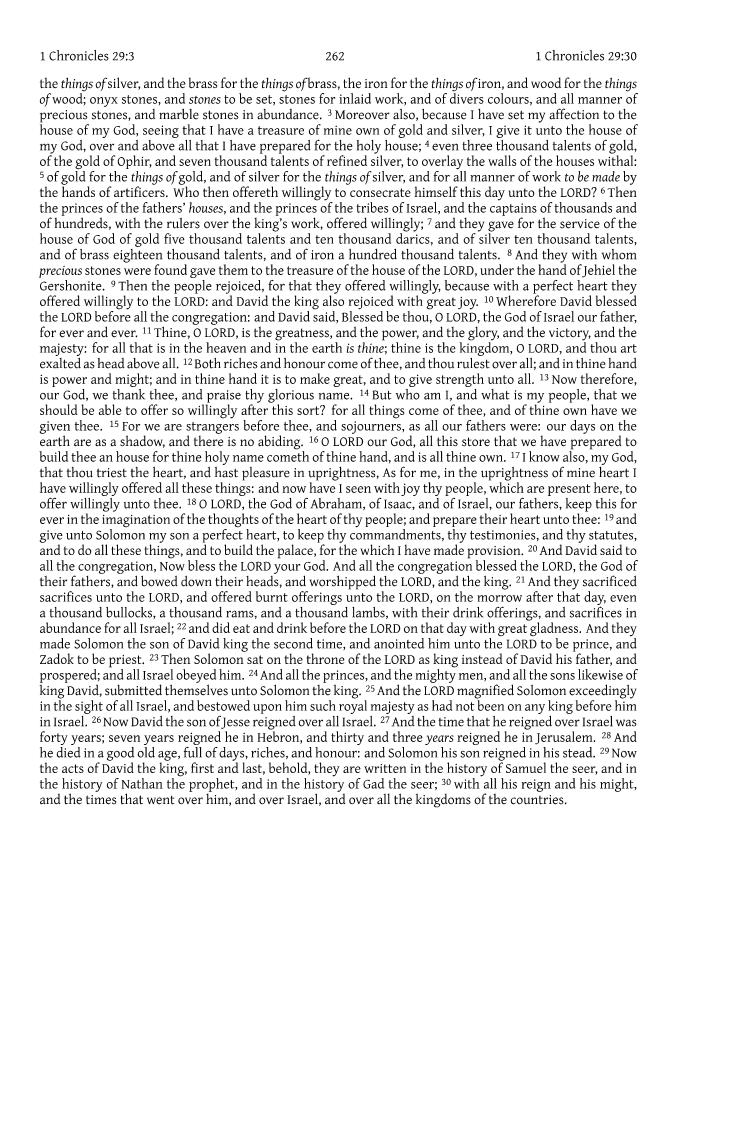 1 Chronicles 29:3 262 1 Chronicles 29:30
the things of silver, and the brass for the things of brass, the iron for the things of iron, and wood for the things
of wood; onyx stones, and stones to be set, stones for inlaid work, and of divers colours, and all manner of
precious stones, and marble stones in abundance. 3 Moreover also, because I have set my affection to the
house of my God, seeing that I have a treasure of mine own of gold and silver, I give it unto the house of
my God, over and above all that I have prepared for the holy house; 4 even three thousand talents of gold,
of the gold of Ophir, and seven thousand talents of refined silver, to overlay the walls of the houses withal:
5 of gold for the things of gold, and of silver for the things of silver, and for all manner of work to be made by
the hands of artificers. Who then offereth willingly to consecrate himself this day unto the LORD? 6 Then
the princes of the fathers’ houses, and the princes of the tribes of Israel, and the captains of thousands and
of hundreds, with the rulers over the king’s work, offered willingly; 7 and they gave for the service of the
house of God of gold five thousand talents and ten thousand darics, and of silver ten thousand talents,
and of brass eighteen thousand talents, and of iron a hundred thousand talents. 8 And they with whom
precious stones were found gave them to the treasure of the house of the LORD, under the hand of Jehiel the
Gershonite. 9 Then the people rejoiced, for that they offered willingly, because with a perfect heart they
offered willingly to the LORD: and David the king also rejoiced with great joy. 10 Wherefore David blessed
the LORD before all the congregation: and David said, Blessed be thou, O LORD, the God of Israel our father,
for ever and ever. 11 Thine, O LORD, is the greatness, and the power, and the glory, and the victory, and the
majesty: for all that is in the heaven and in the earth is thine; thine is the kingdom, O LORD, and thou art
exalted as head above all. 12 Both riches and honour come of thee, and thou rulest over all; and in thine hand
is power and might; and in thine hand it is to make great, and to give strength unto all. 13 Now therefore,
our God, we thank thee, and praise thy glorious name. 14 But who am I, and what is my people, that we
should be able to offer so willingly after this sort? for all things come of thee, and of thine own have we
given thee. 15 For we are strangers before thee, and sojourners, as all our fathers were: our days on the
earth are as a shadow, and there is no abiding. 16 O LORD our God, all this store that we have prepared to
build thee an house for thine holy name cometh of thine hand, and is all thine own. 17 I know also, my God,
that thou triest the heart, and hast pleasure in uprightness, As for me, in the uprightness of mine heart I
have willingly offered all these things: and now have I seen with joy thy people, which are present here, to
offer willingly unto thee. 18 O LORD, the God of Abraham, of Isaac, and of Israel, our fathers, keep this for
ever in the imagination of the thoughts of the heart of thy people; and prepare their heart unto thee: 19 and
give unto Solomon my son a perfect heart, to keep thy commandments, thy testimonies, and thy statutes,
and to do all these things, and to build the palace, for the which I have made provision. 20 And David said to
all the congregation, Now bless the LORD your God. And all the congregation blessed the LORD, the God of
their fathers, and bowed down their heads, and worshipped the LORD, and the king. 21 And they sacrificed
sacrifices unto the LORD, and offered burnt offerings unto the LORD, on the morrow after that day, even
a thousand bullocks, a thousand rams, and a thousand lambs, with their drink offerings, and sacrifices in
abundance for all Israel; 22 and did eat and drink before the LORD on that day with great gladness. And they
made Solomon the son of David king the second time, and anointed him unto the LORD to be prince, and
Zadok to be priest. 23 Then Solomon sat on the throne of the LORD as king instead of David his father, and
prospered; and all Israel obeyed him. 24 And all the princes, and the mighty men, and all the sons likewise of
king David, submitted themselves unto Solomon the king. 25 And the LORD magnified Solomon exceedingly
in the sight of all Israel, and bestowed upon him such royal majesty as had not been on any king before him
in Israel. 26 Now David the son of Jesse reigned over all Israel. 27 And the time that he reigned over Israel was
forty years; seven years reigned he in Hebron, and thirty and three years reigned he in Jerusalem. 28 And
he died in a good old age, full of days, riches, and honour: and Solomon his son reigned in his stead. 29 Now
the acts of David the king, first and last, behold, they are written in the history of Samuel the seer, and in
the history of Nathan the prophet, and in the history of Gad the seer; 30 with all his reign and his might,
and the times that went over him, and over Israel, and over all the kingdoms of the countries.